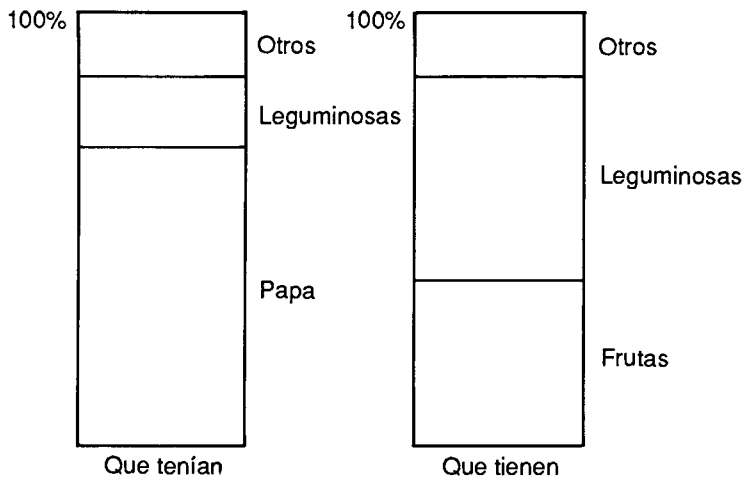 100%
Otros
Leguminosas
Papa
Que tenían
100%
Otros
Leguminosas
Frutas
Que tienen